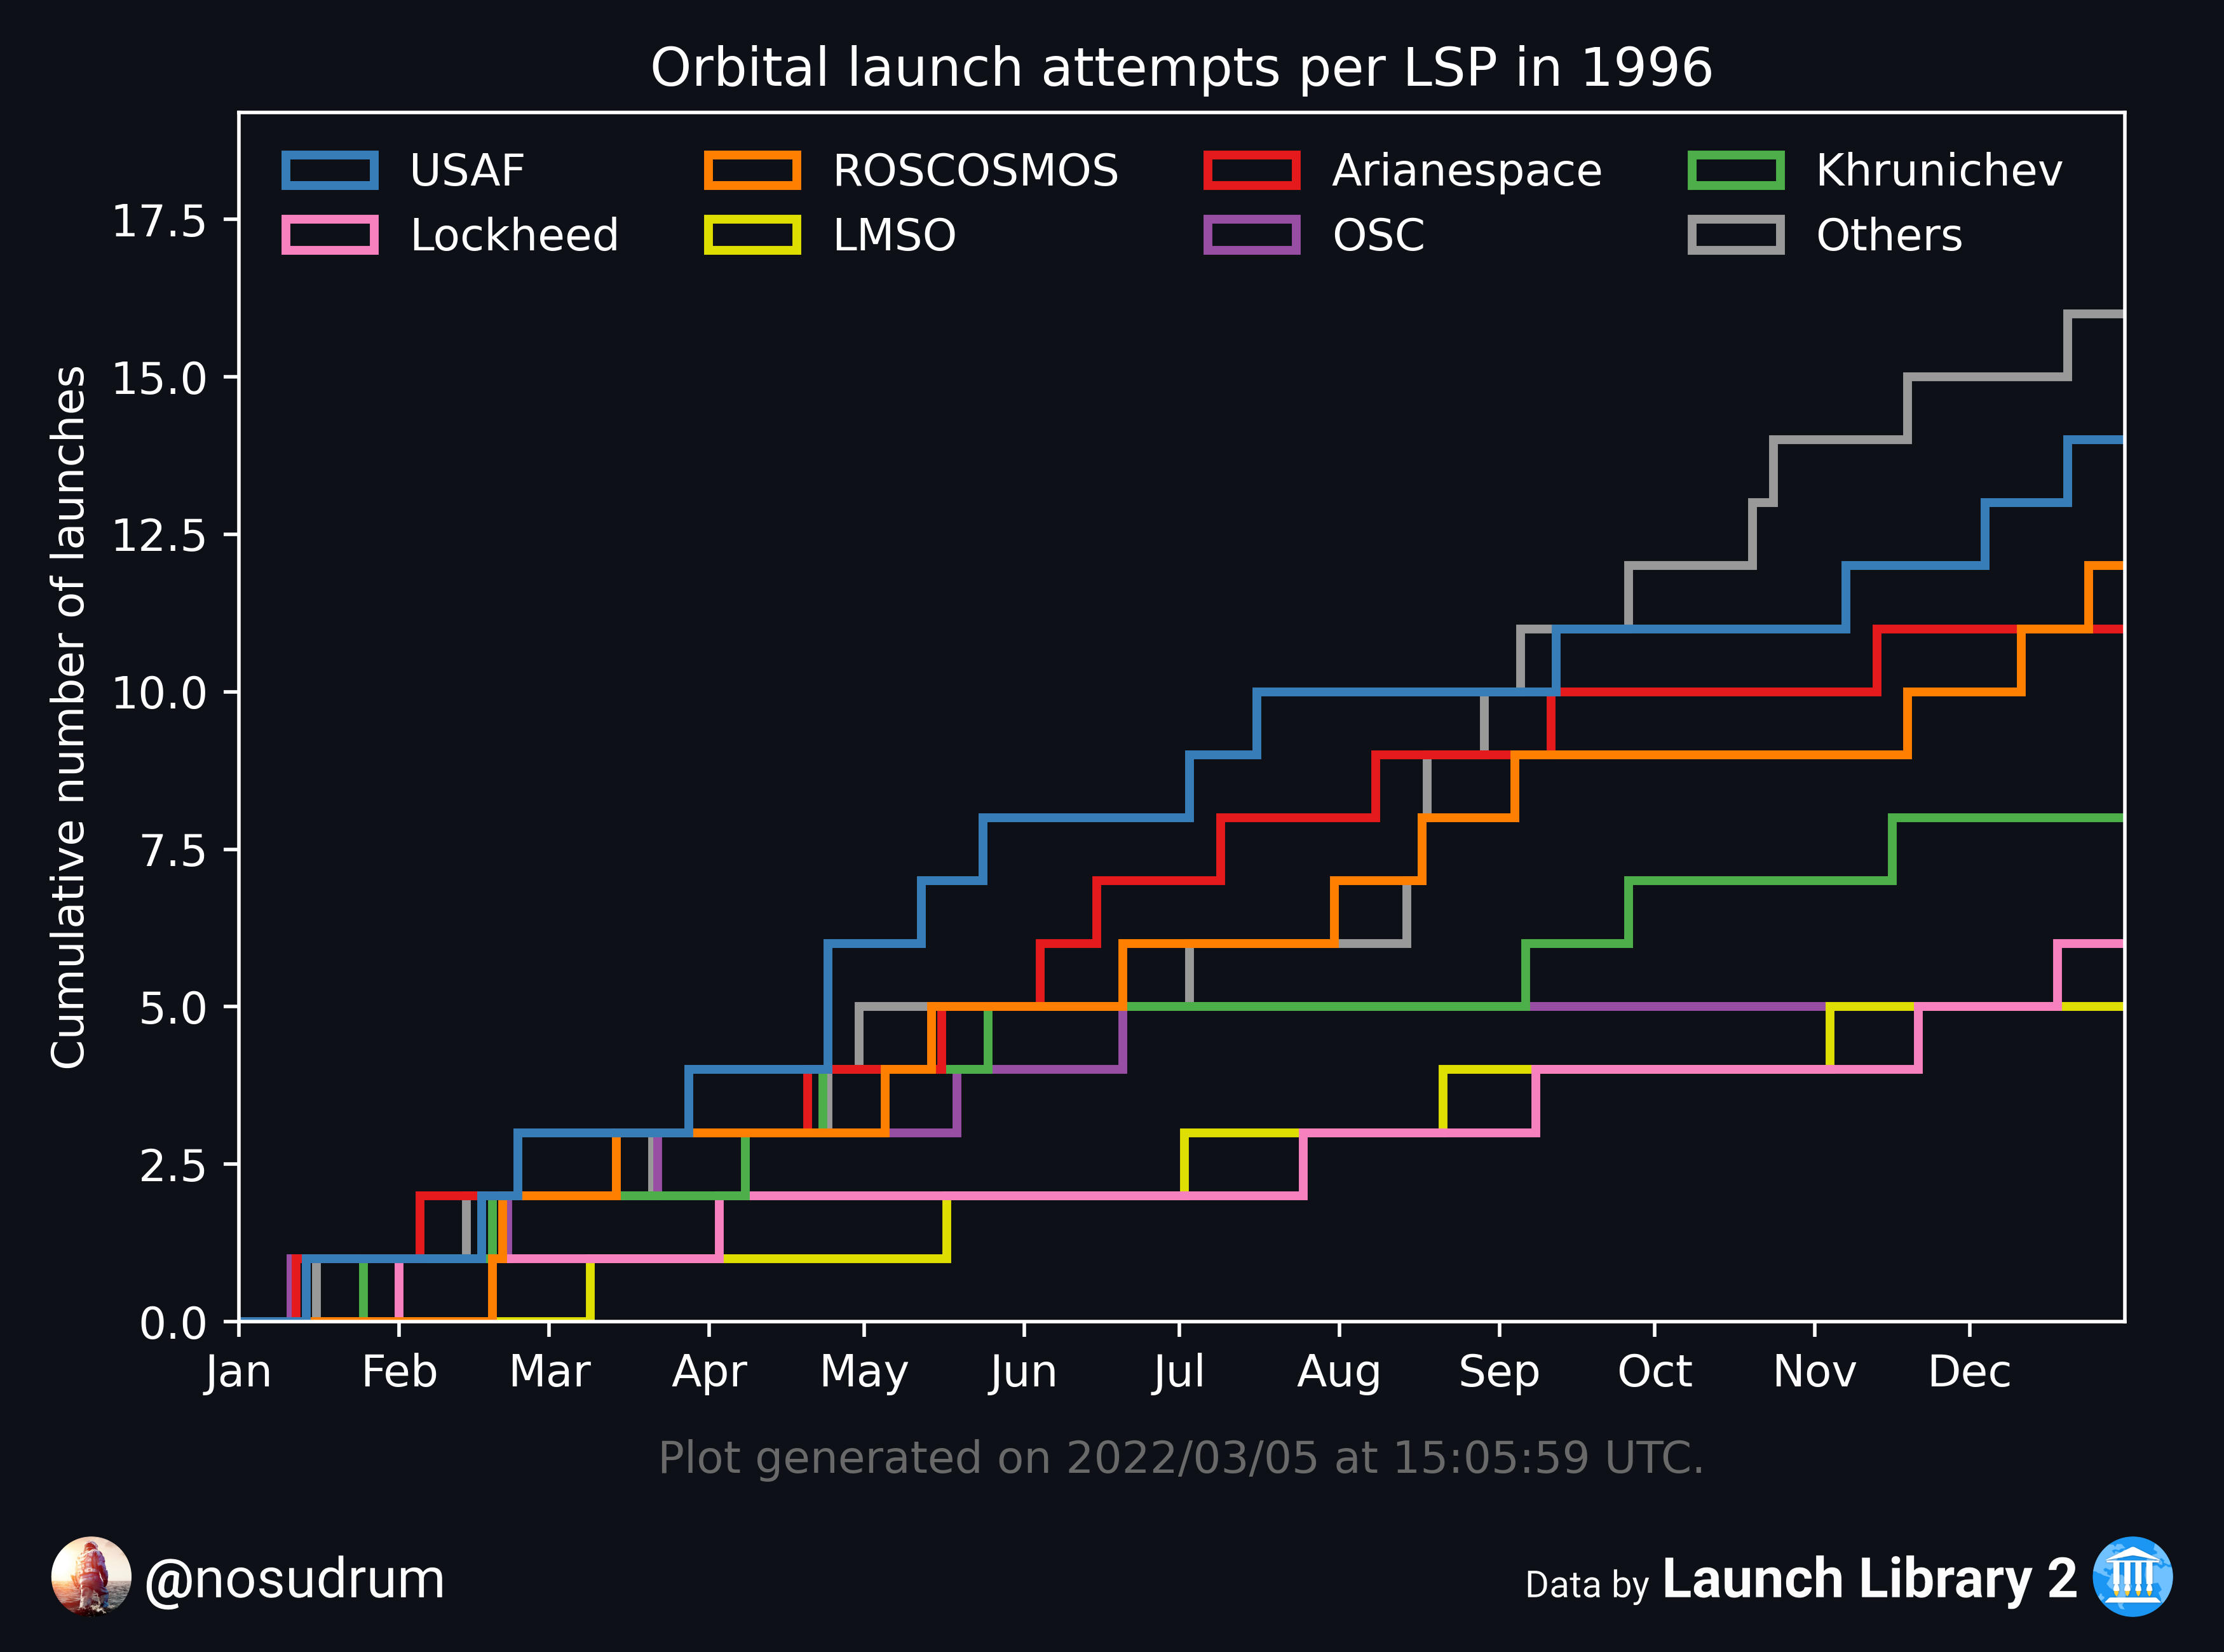 Orbital launch attempts per LSP in 1996
USAF ROSCOSMOS Arianespace Khrunichev
Lockheed LMSO OSC Others
Cumulative number of launches
17.5
15.0
12.5
10.0
7.5
5.0
2.5
0.0
Jan Feb Mar Apr May Jun Jul Aug Sep Oct Nov Dec
Plot generated on 2022/03/05 at 15:05:59 UTC.
@nosudrum
Data by Launch Library 2